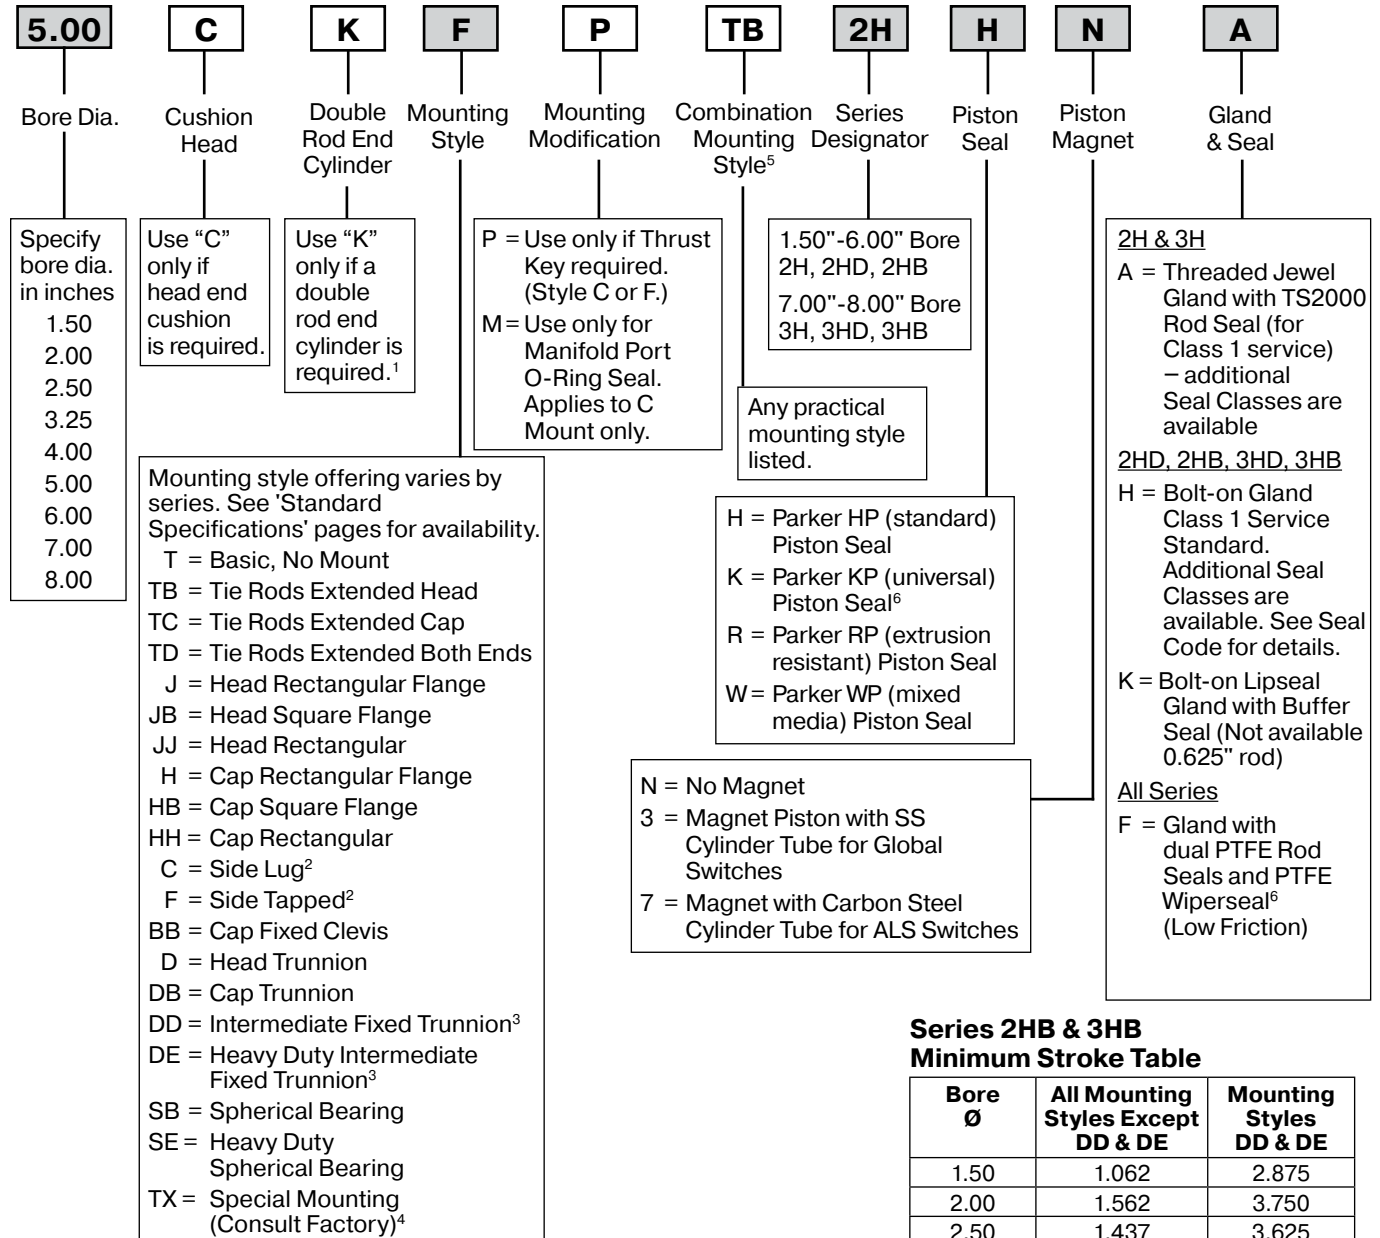 5.00 C K F P TB 2H H N A
Bore Dia.
Cushion
Head
Double
Rod End
Cylinder
Mounting
Style
Mounting
Modification
Combination
Mounting
Style⁵
Series
Designator
Piston
Seal
Piston
Magnet
Gland
& Seal
Specify
bore dia.
in inches
1.50
2.00
2.50
3.25
4.00
5.00
6.00
7.00
8.00
Use “C”
only if
head end
cushion
is required.
Use “K”
only if a
double
rod end
cylinder is
required.¹
P = Use only if Thrust
Key required.
(Style C or F.)
M = Use only for
Manifold Port
O-Ring Seal.
Applies to C
Mount only.
1.50"-6.00" Bore
2H, 2HD, 2HB
7.00"-8.00" Bore
3H, 3HD, 3HB
Any practical
mounting style
listed.
Mounting style offering varies by
series. See 'Standard
Specifications' pages for availability.
T = Basic, No Mount
TB = Tie Rods Extended Head
TC = Tie Rods Extended Cap
TD = Tie Rods Extended Both Ends
J = Head Rectangular Flange
JB = Head Square Flange
JJ = Head Rectangular
H = Cap Rectangular Flange
HB = Cap Square Flange
HH = Cap Rectangular
C = Side Lug²
F = Side Tapped²
BB = Cap Fixed Clevis
D = Head Trunnion
DB = Cap Trunnion
DD = Intermediate Fixed Trunnion³
DE = Heavy Duty Intermediate
Fixed Trunnion³
SB = Spherical Bearing
SE = Heavy Duty
Spherical Bearing
TX = Special Mounting
(Consult Factory)⁴
H = Parker HP (standard)
Piston Seal
K = Parker KP (universal)
Piston Seal⁶
R = Parker RP (extrusion
resistant) Piston Seal
W = Parker WP (mixed
media) Piston Seal
N = No Magnet
3 = Magnet Piston with SS
Cylinder Tube for Global
Switches
7 = Magnet with Carbon Steel
Cylinder Tube for ALS Switches
2H & 3H
A = Threaded Jewel
Gland with TS2000
Rod Seal (for
Class 1 service)
– additional
Seal Classes are
available
2HD, 2HB, 3HD, 3HB
H = Bolt-on Gland
Class 1 Service
Standard.
Additional Seal
Classes are
available. See Seal
Code for details.
K = Bolt-on Lipseal
Gland with Buffer
Seal (Not available
0.625" rod)
All Series
F = Gland with
dual PTFE Rod
Seals and PTFE
Wiperseal⁶
(Low Friction)
Series 2HB & 3HB
Minimum Stroke Table
Bore
Ø
All Mounting
Styles Except
DD & DE
Mounting
Styles
DD & DE
1.50 1.062 2.875
2.00 1.562 3.750
2.50 1.437 3.625